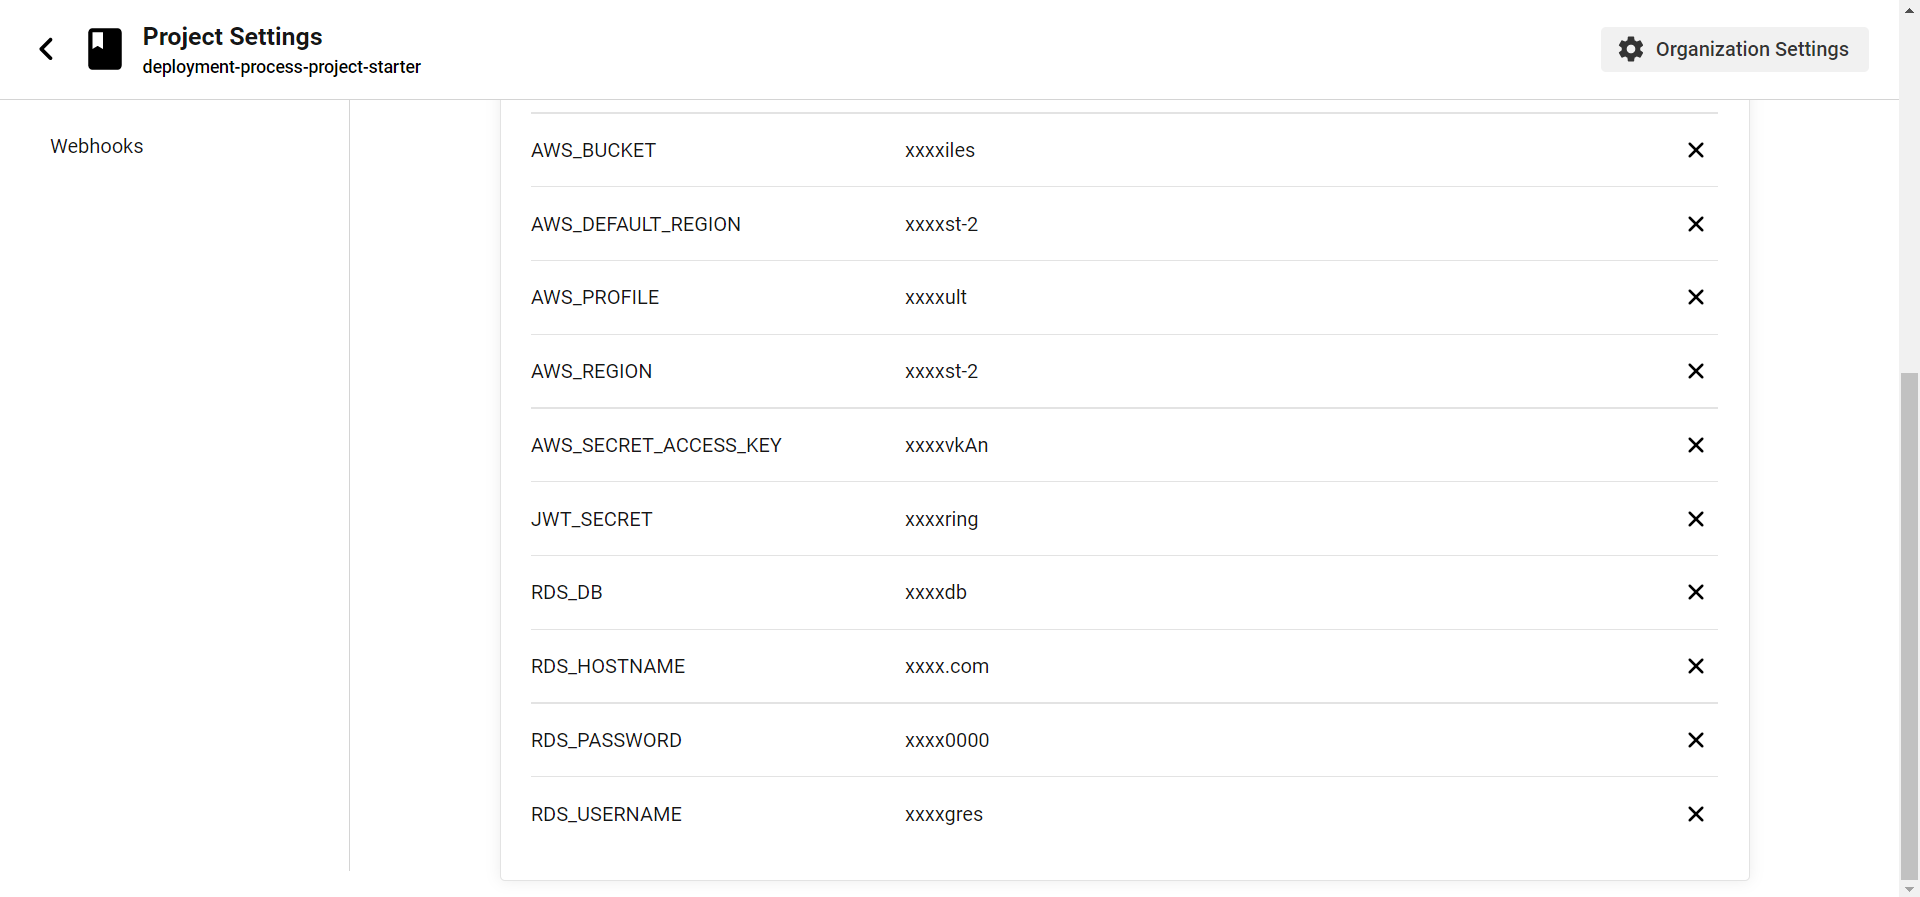 Project Settings
deployment-process-project-starter
Organization Settings
Webhooks
AWS_BUCKET xxxxiles
AWS_DEFAULT_REGION xxxxst-2
AWS_PROFILE xxxxult
AWS_REGION xxxxst-2
AWS_SECRET_ACCESS_KEY xxxxvkAn
JWT_SECRET xxxxring
RDS_DB xxxxdb
RDS_HOSTNAME xxxx.com
RDS_PASSWORD xxxx0000
RDS_USERNAME xxxxgres